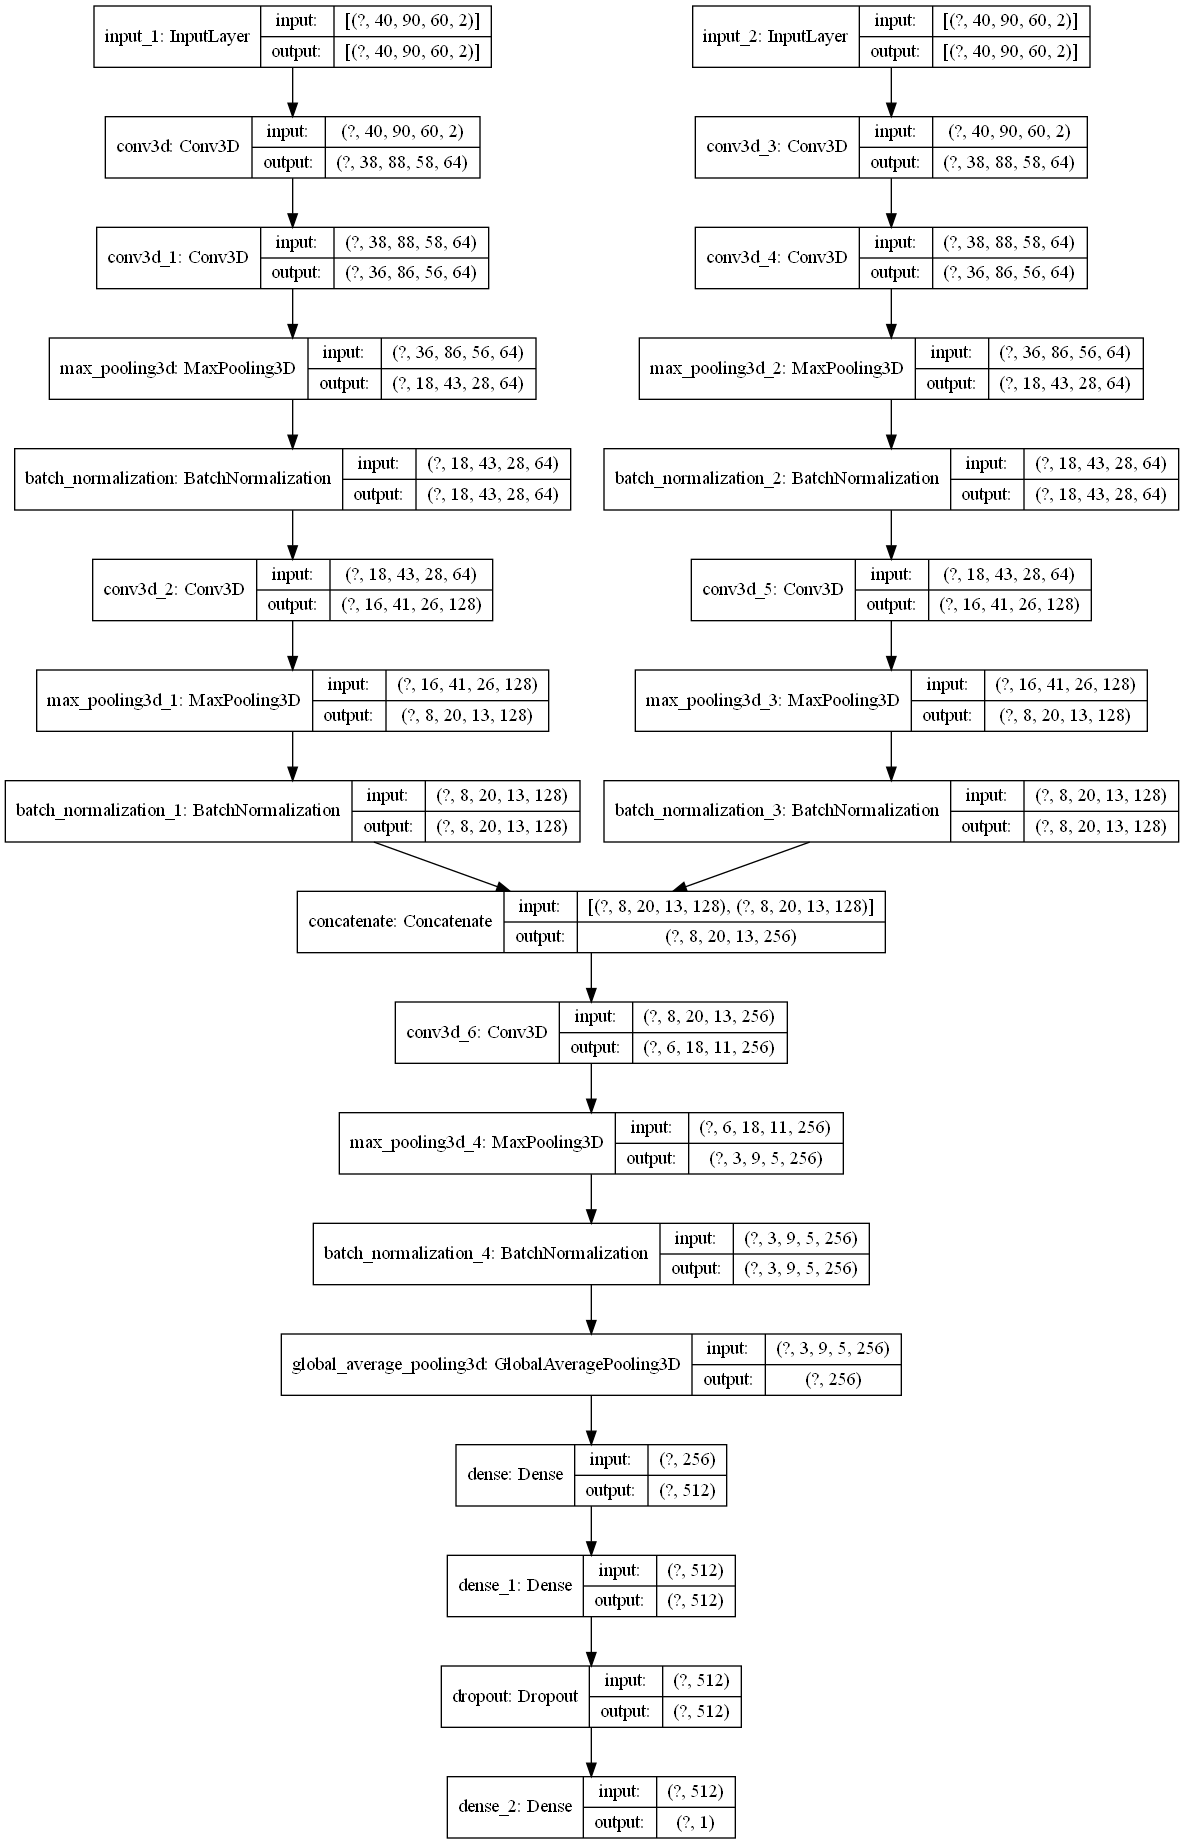 input_1: InputLayer
input: [(?, 40, 90, 60, 2)]
output: [(?, 40, 90, 60, 2)]
input_2: InputLayer
input: [(?, 40, 90, 60, 2)]
output: [(?, 40, 90, 60, 2)]
conv3d: Conv3D
input: (?, 40, 90, 60, 2)
output: (?, 38, 88, 58, 64)
conv3d_3: Conv3D
input: (?, 40, 90, 60, 2)
output: (?, 38, 88, 58, 64)
conv3d_1: Conv3D
input: (?, 38, 88, 58, 64)
output: (?, 36, 86, 56, 64)
conv3d_4: Conv3D
input: (?, 38, 88, 58, 64)
output: (?, 36, 86, 56, 64)
max_pooling3d: MaxPooling3D
input: (?, 36, 86, 56, 64)
output: (?, 18, 43, 28, 64)
max_pooling3d_2: MaxPooling3D
input: (?, 36, 86, 56, 64)
output: (?, 18, 43, 28, 64)
batch_normalization: BatchNormalization
input: (?, 18, 43, 28, 64)
output: (?, 18, 43, 28, 64)
batch_normalization_2: BatchNormalization
input: (?, 18, 43, 28, 64)
output: (?, 18, 43, 28, 64)
conv3d_2: Conv3D
input: (?, 18, 43, 28, 64)
output: (?, 16, 41, 26, 128)
conv3d_5: Conv3D
input: (?, 18, 43, 28, 64)
output: (?, 16, 41, 26, 128)
max_pooling3d_1: MaxPooling3D
input: (?, 16, 41, 26, 128)
output: (?, 8, 20, 13, 128)
max_pooling3d_3: MaxPooling3D
input: (?, 16, 41, 26, 128)
output: (?, 8, 20, 13, 128)
batch_normalization_1: BatchNormalization
input: (?, 8, 20, 13, 128)
output: (?, 8, 20, 13, 128)
batch_normalization_3: BatchNormalization
input: (?, 8, 20, 13, 128)
output: (?, 8, 20, 13, 128)
concatenate: Concatenate
input: [(?, 8, 20, 13, 128), (?, 8, 20, 13, 128)]
output: (?, 8, 20, 13, 256)
conv3d_6: Conv3D
input: (?, 8, 20, 13, 256)
output: (?, 6, 18, 11, 256)
max_pooling3d_4: MaxPooling3D
input: (?, 6, 18, 11, 256)
output: (?, 3, 9, 5, 256)
batch_normalization_4: BatchNormalization
input: (?, 3, 9, 5, 256)
output: (?, 3, 9, 5, 256)
global_average_pooling3d: GlobalAveragePooling3D
input: (?, 3, 9, 5, 256)
output: (?, 256)
dense: Dense
input: (?, 256)
output: (?, 512)
dense_1: Dense
input: (?, 512)
output: (?, 512)
dropout: Dropout
input: (?, 512)
output: (?, 512)
dense_2: Dense
input: (?, 512)
output: (?, 1)